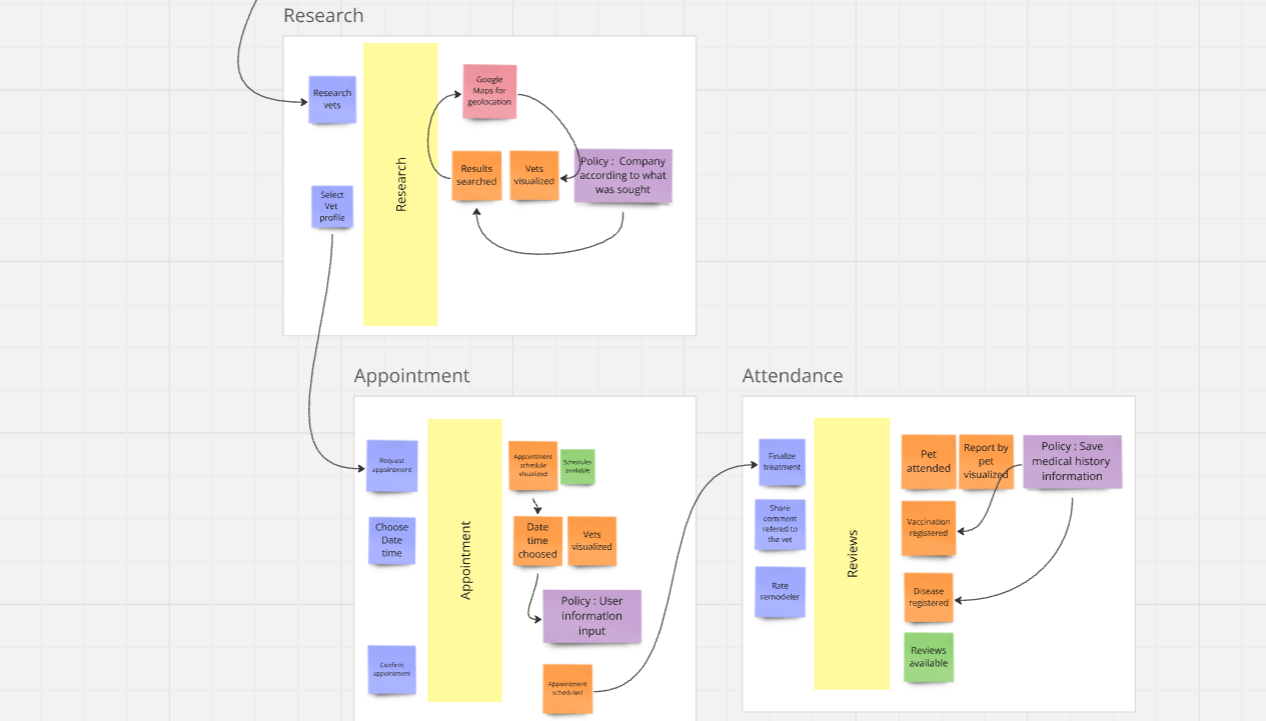 Research
Research
vets
Select
Vet
profile
Research
Google
Maps for
geolocation
Results
searched
Vets
visualized
Policy : Company
according to what
was sought
Appointment
Request
appointment
Choose
Date
time
Confirm
appointment
Appointment
Appointment
schedule
visualized
Schedules
available
Date
time
choosed
Vets
visualized
Policy : User
information
input
Appointment
scheduled
Attendance
Finalize
treatment
Share
comment
refered to
the vet
Rate
remodeler
Reviews
Pet
attended
Report by
pet
visualized
Policy : Save
medical history
information
Vaccination
registered
Disease
registered
Reviews
available